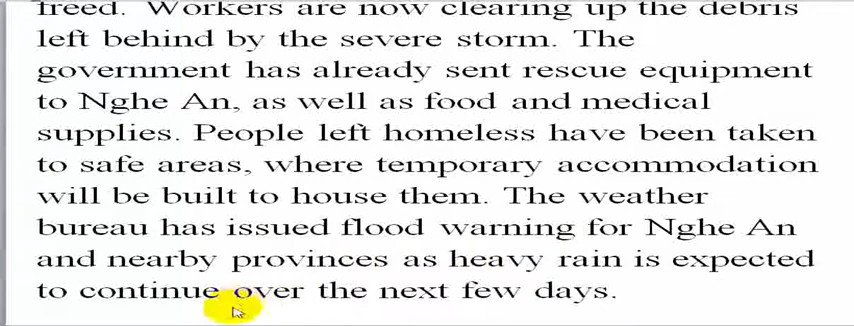 freed. Workers are now clearing up the debris
left behind by the severe storm. The
government has already sent rescue equipment
to Nghe An, as well as food and medical
supplies. People left homeless have been taken
to safe areas, where temporary accommodation
will be built to house them. The weather
bureau has issued flood warning for Nghe An
and nearby provinces as heavy rain is expected
to continue over the next few days.